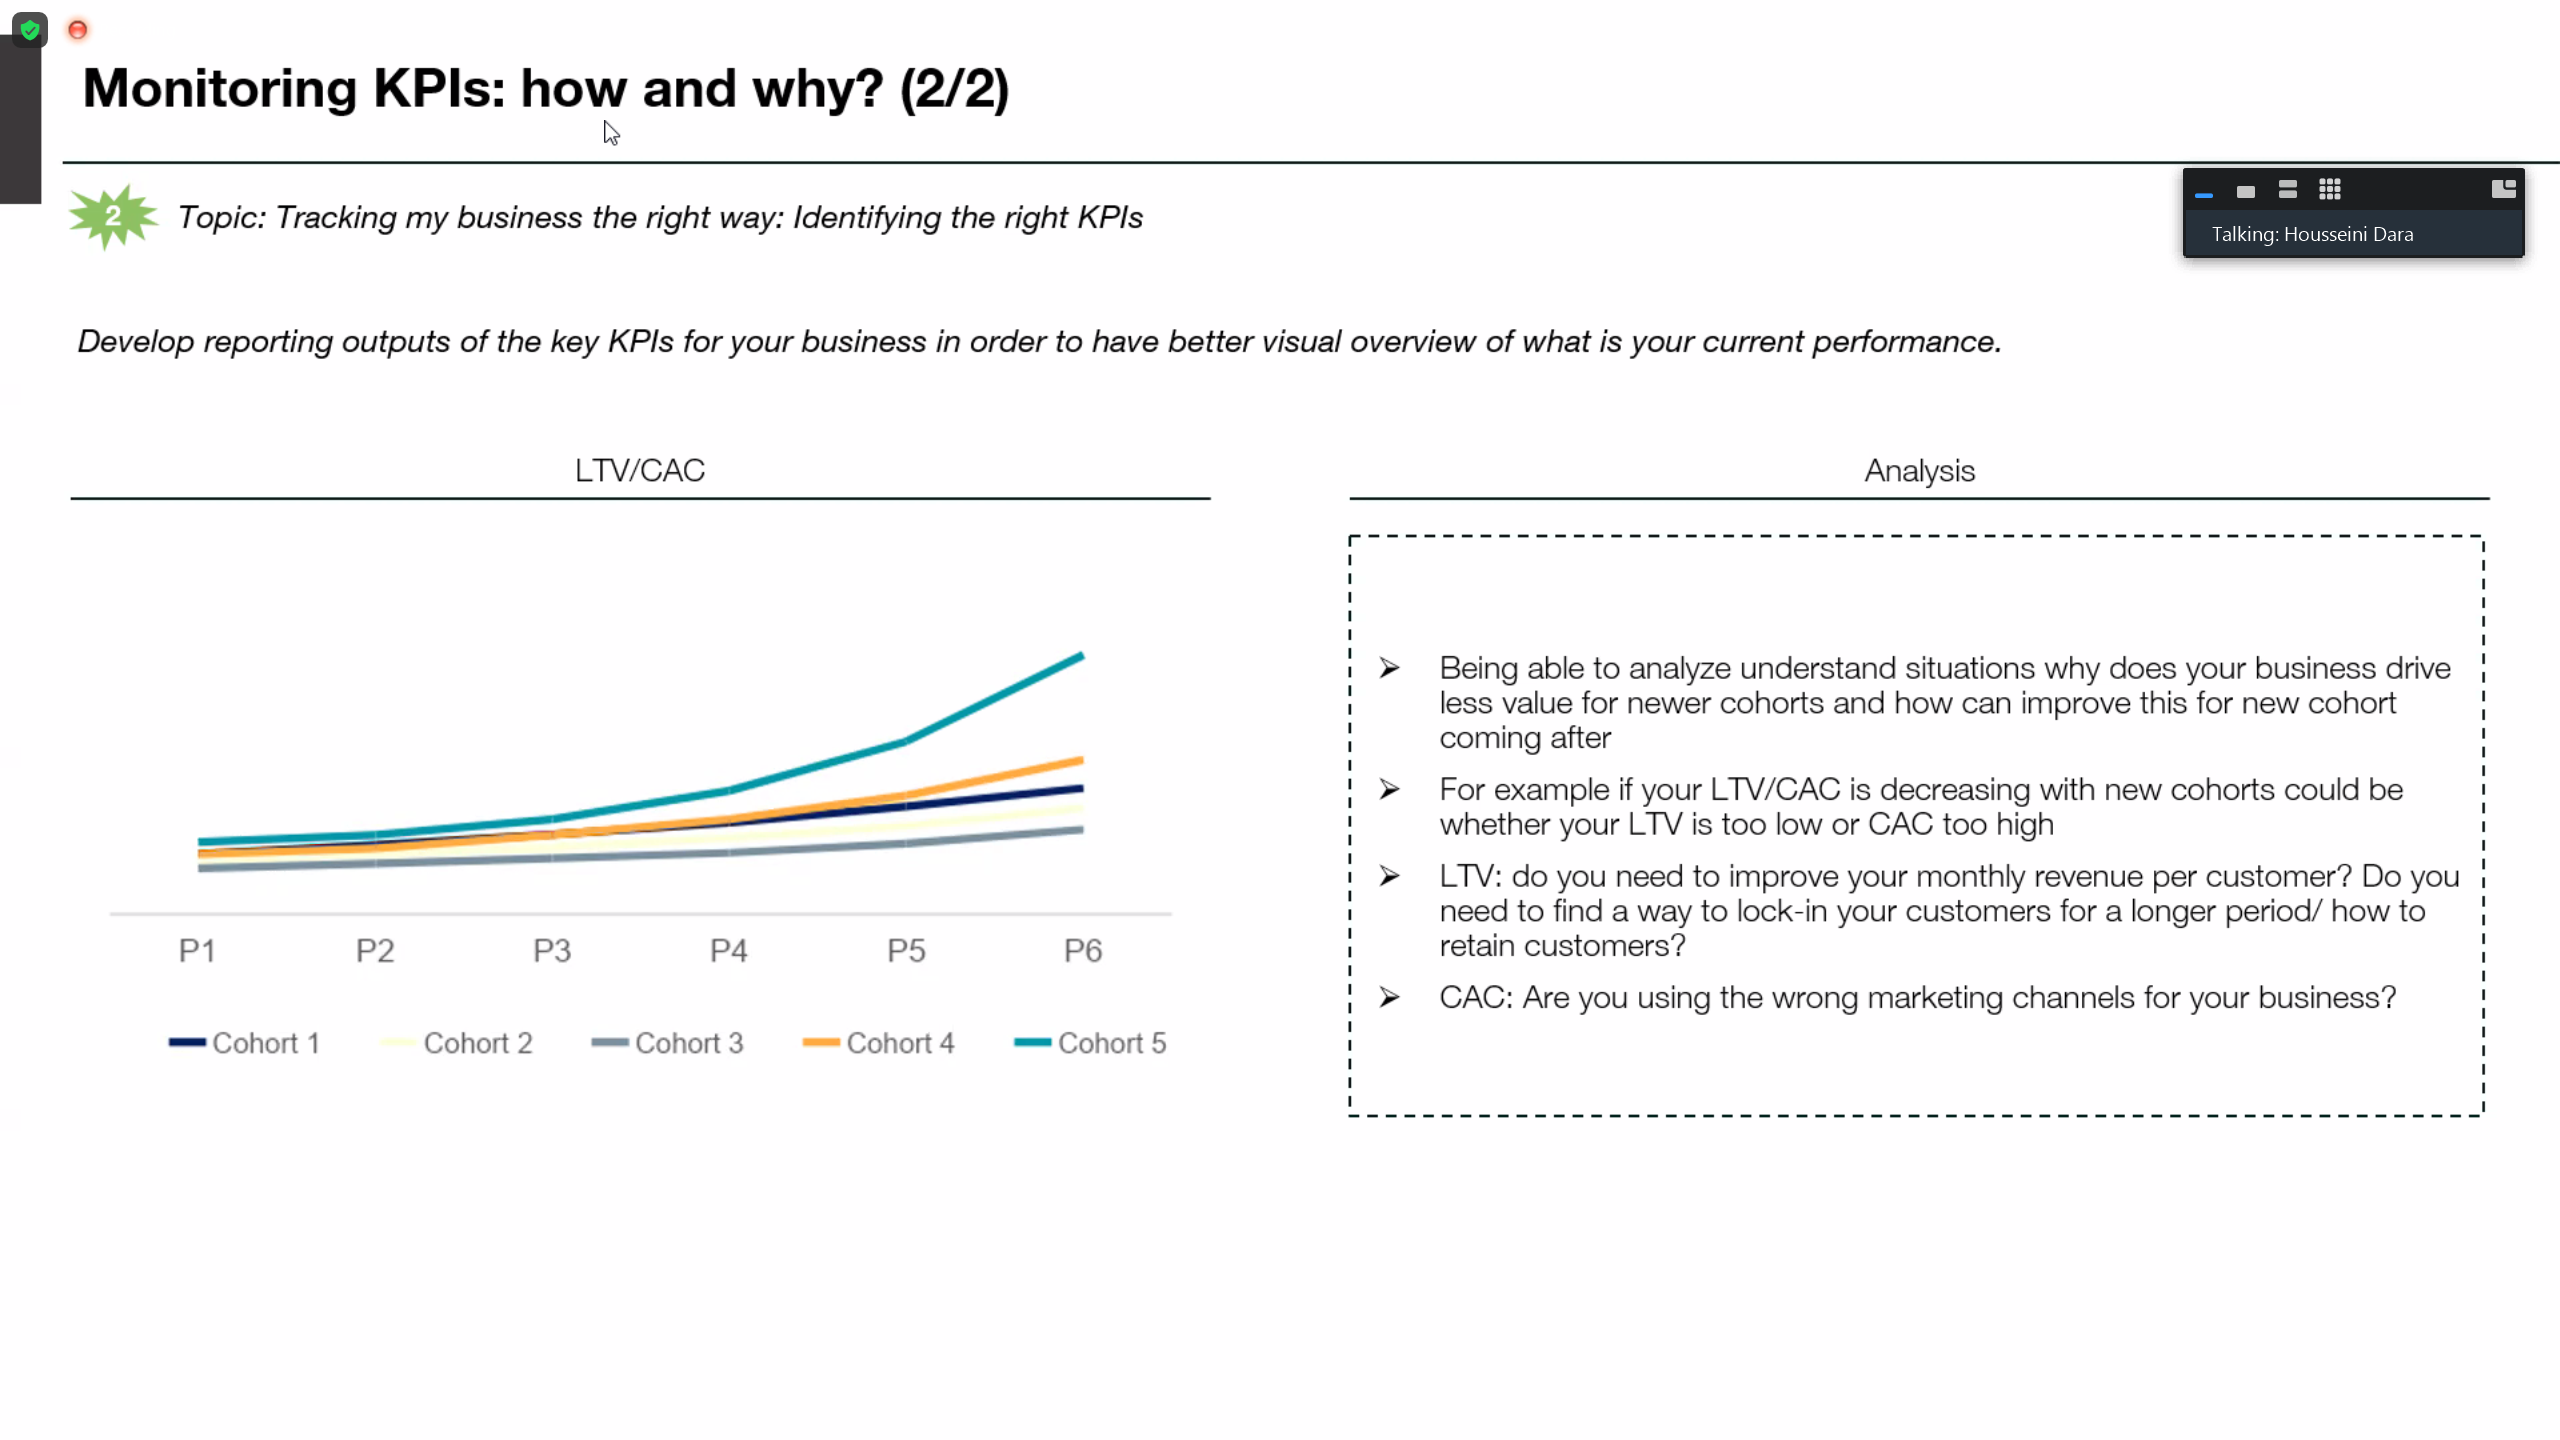 Monitoring KPIs: how and why? (2/2)
2
Topic: Tracking my business the right way: Identifying the right KPIs
Talking: Housseini Dara
Develop reporting outputs of the key KPIs for your business in order to have better visual overview of what is your current performance.
LTV/CAC
P1 P2 P3 P4 P5 P6
Cohort 1 Cohort 2 Cohort 3 Cohort 4 Cohort 5
Analysis
➢ Being able to analyze understand situations why does your business drive
less value for newer cohorts and how can improve this for new cohort
coming after
➢ For example if your LTV/CAC is decreasing with new cohorts could be
whether your LTV is too low or CAC too high
➢ LTV: do you need to improve your monthly revenue per customer? Do you
need to find a way to lock-in your customers for a longer period/ how to
retain customers?
➢ CAC: Are you using the wrong marketing channels for your business?